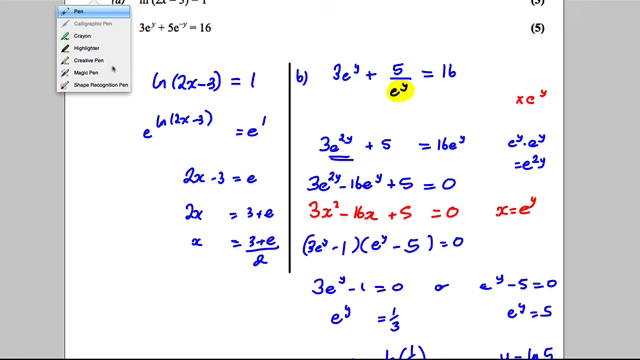 (a) ln (2x − 3) = 1
3e^y + 5e^−y = 16
(5)
Pen
Calligraphic Pen
Crayon
Highlighter
Creative Pen
Magic Pen
Shape Recognition Pen
ln(2x-3) = 1
e^ln(2x-3) = e^1
2x - 3 = e
2x = 3+e
x = 3+e/2
b) 3e^y + 5/e^y = 16
x e^y
3e^2y + 5 = 16e^y
e^y · e^y
= e^2y
3e^2y - 16e^y + 5 = 0
3x² - 16x + 5 = 0
x = e^y
(3e^y - 1)(e^y - 5) = 0
3e^y - 1 = 0 or e^y - 5 = 0
e^y = 1/3
e^y = 5